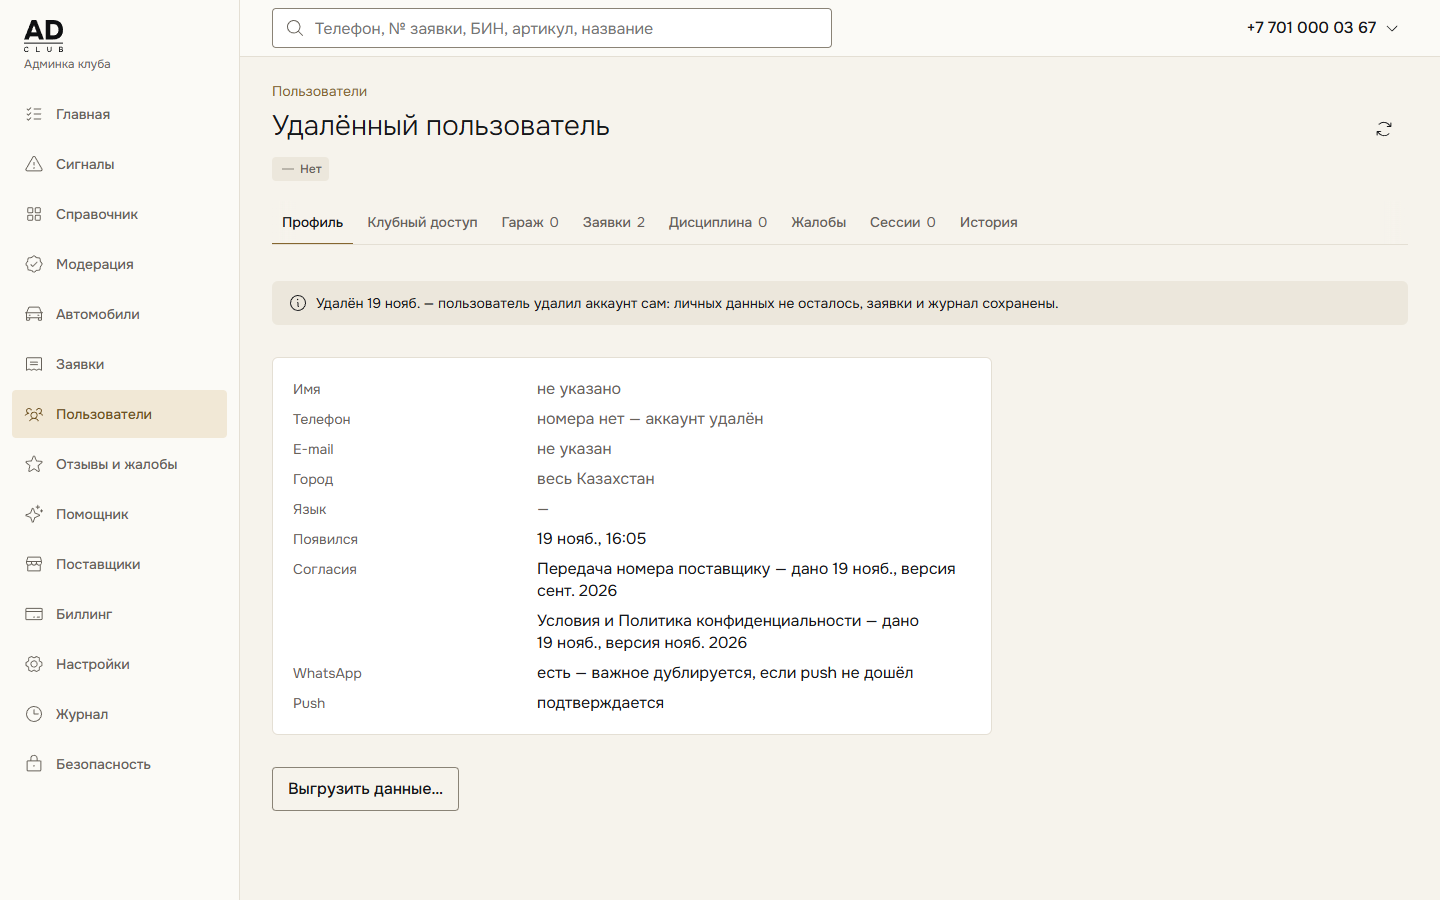 AD
CLUB
Админка клуба
Главная
Сигналы
Справочник
Модерация
Автомобили
Заявки
Пользователи
Отзывы и жалобы
Помощник
Поставщики
Биллинг
Настройки
Журнал
Безопасность
Телефон, № заявки, БИН, артикул, название
+7 701 000 03 67
Пользователи
Удалённый пользователь
— Нет
Профиль Клубный доступ Гараж 0 Заявки 2 Дисциплина 0 Жалобы Сессии 0 История
Удалён 19 нояб. — пользователь удалил аккаунт сам: личных данных не осталось, заявки и журнал сохранены.
Имя не указано
Телефон номера нет — аккаунт удалён
E-mail не указан
Город весь Казахстан
Язык —
Появился 19 нояб., 16:05
Согласия Передача номера поставщику — дано 19 нояб., версия
сент. 2026
Условия и Политика конфиденциальности — дано
19 нояб., версия нояб. 2026
WhatsApp есть — важное дублируется, если push не дошёл
Push подтверждается
Выгрузить данные...